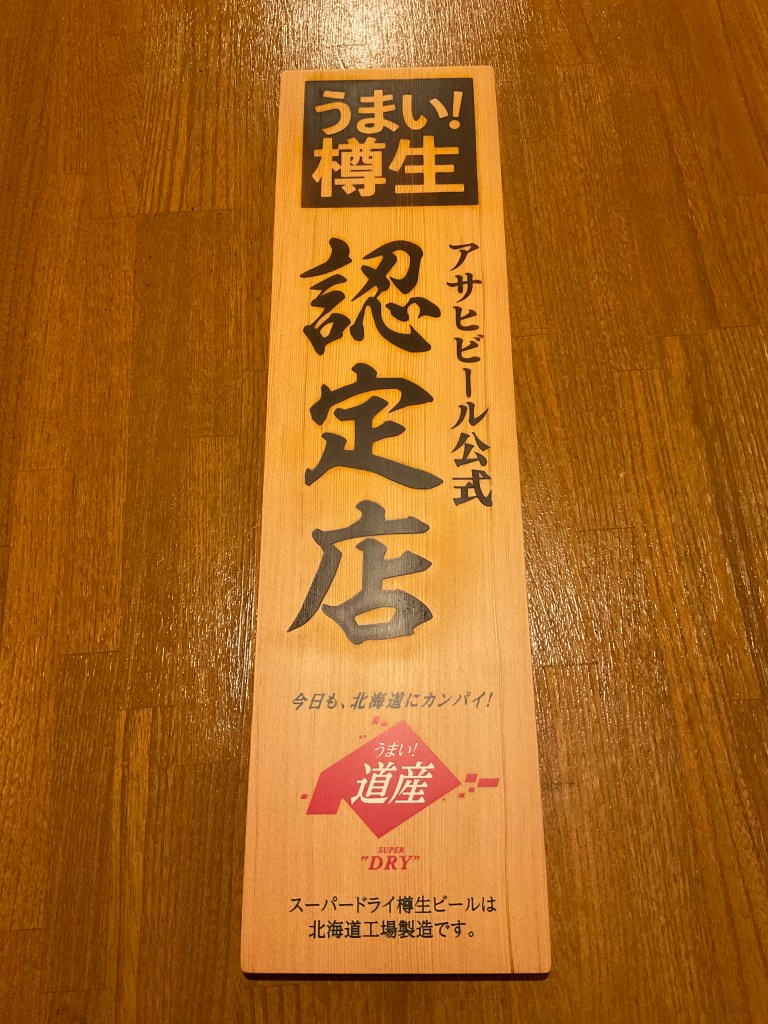 うまい!
樽生
アサヒビール公式
認定店
今日も、北海道にカンパイ!
うまい!
道産
SUPER
"DRY"
スーパードライ樽生ビールは
北海道工場製造です。